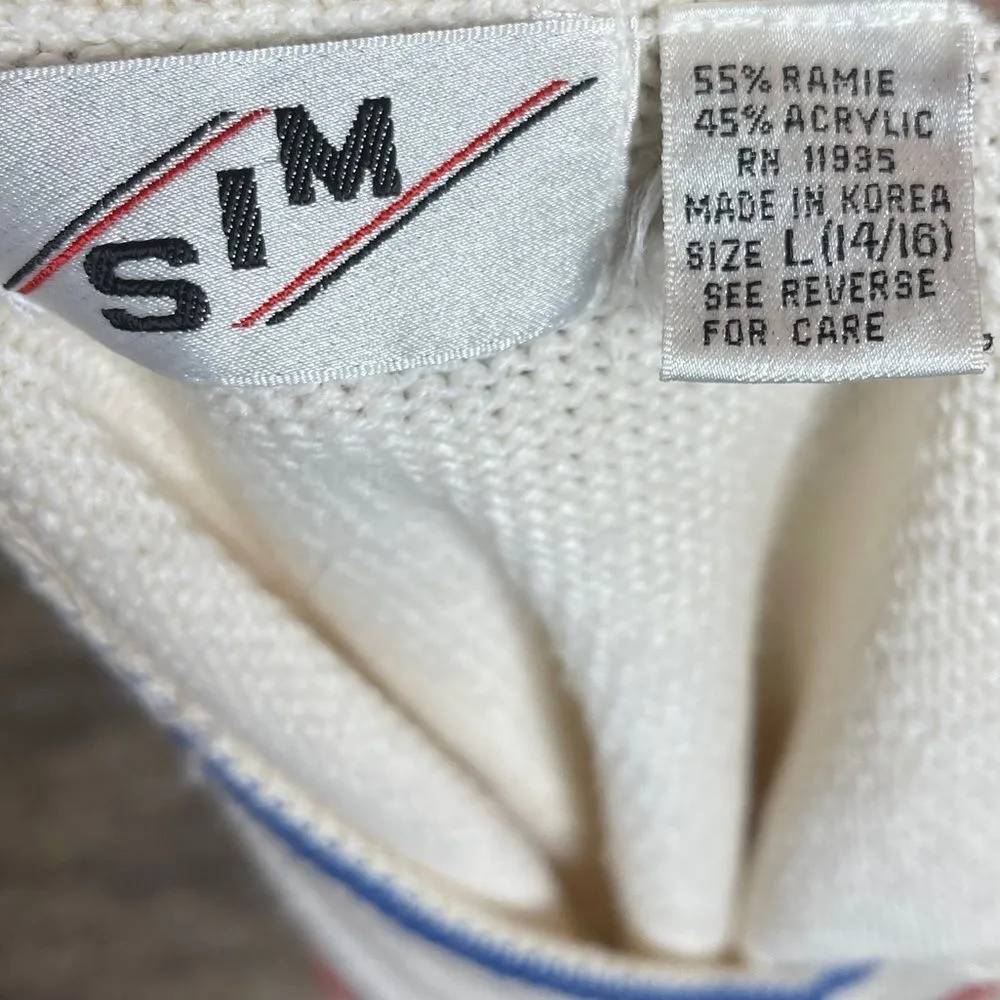 SIM
55% RAMIE
45% ACRYLIC
RN 11935
MADE IN KOREA
SIZE L (14/16)
SEE REVERSE
FOR CARE